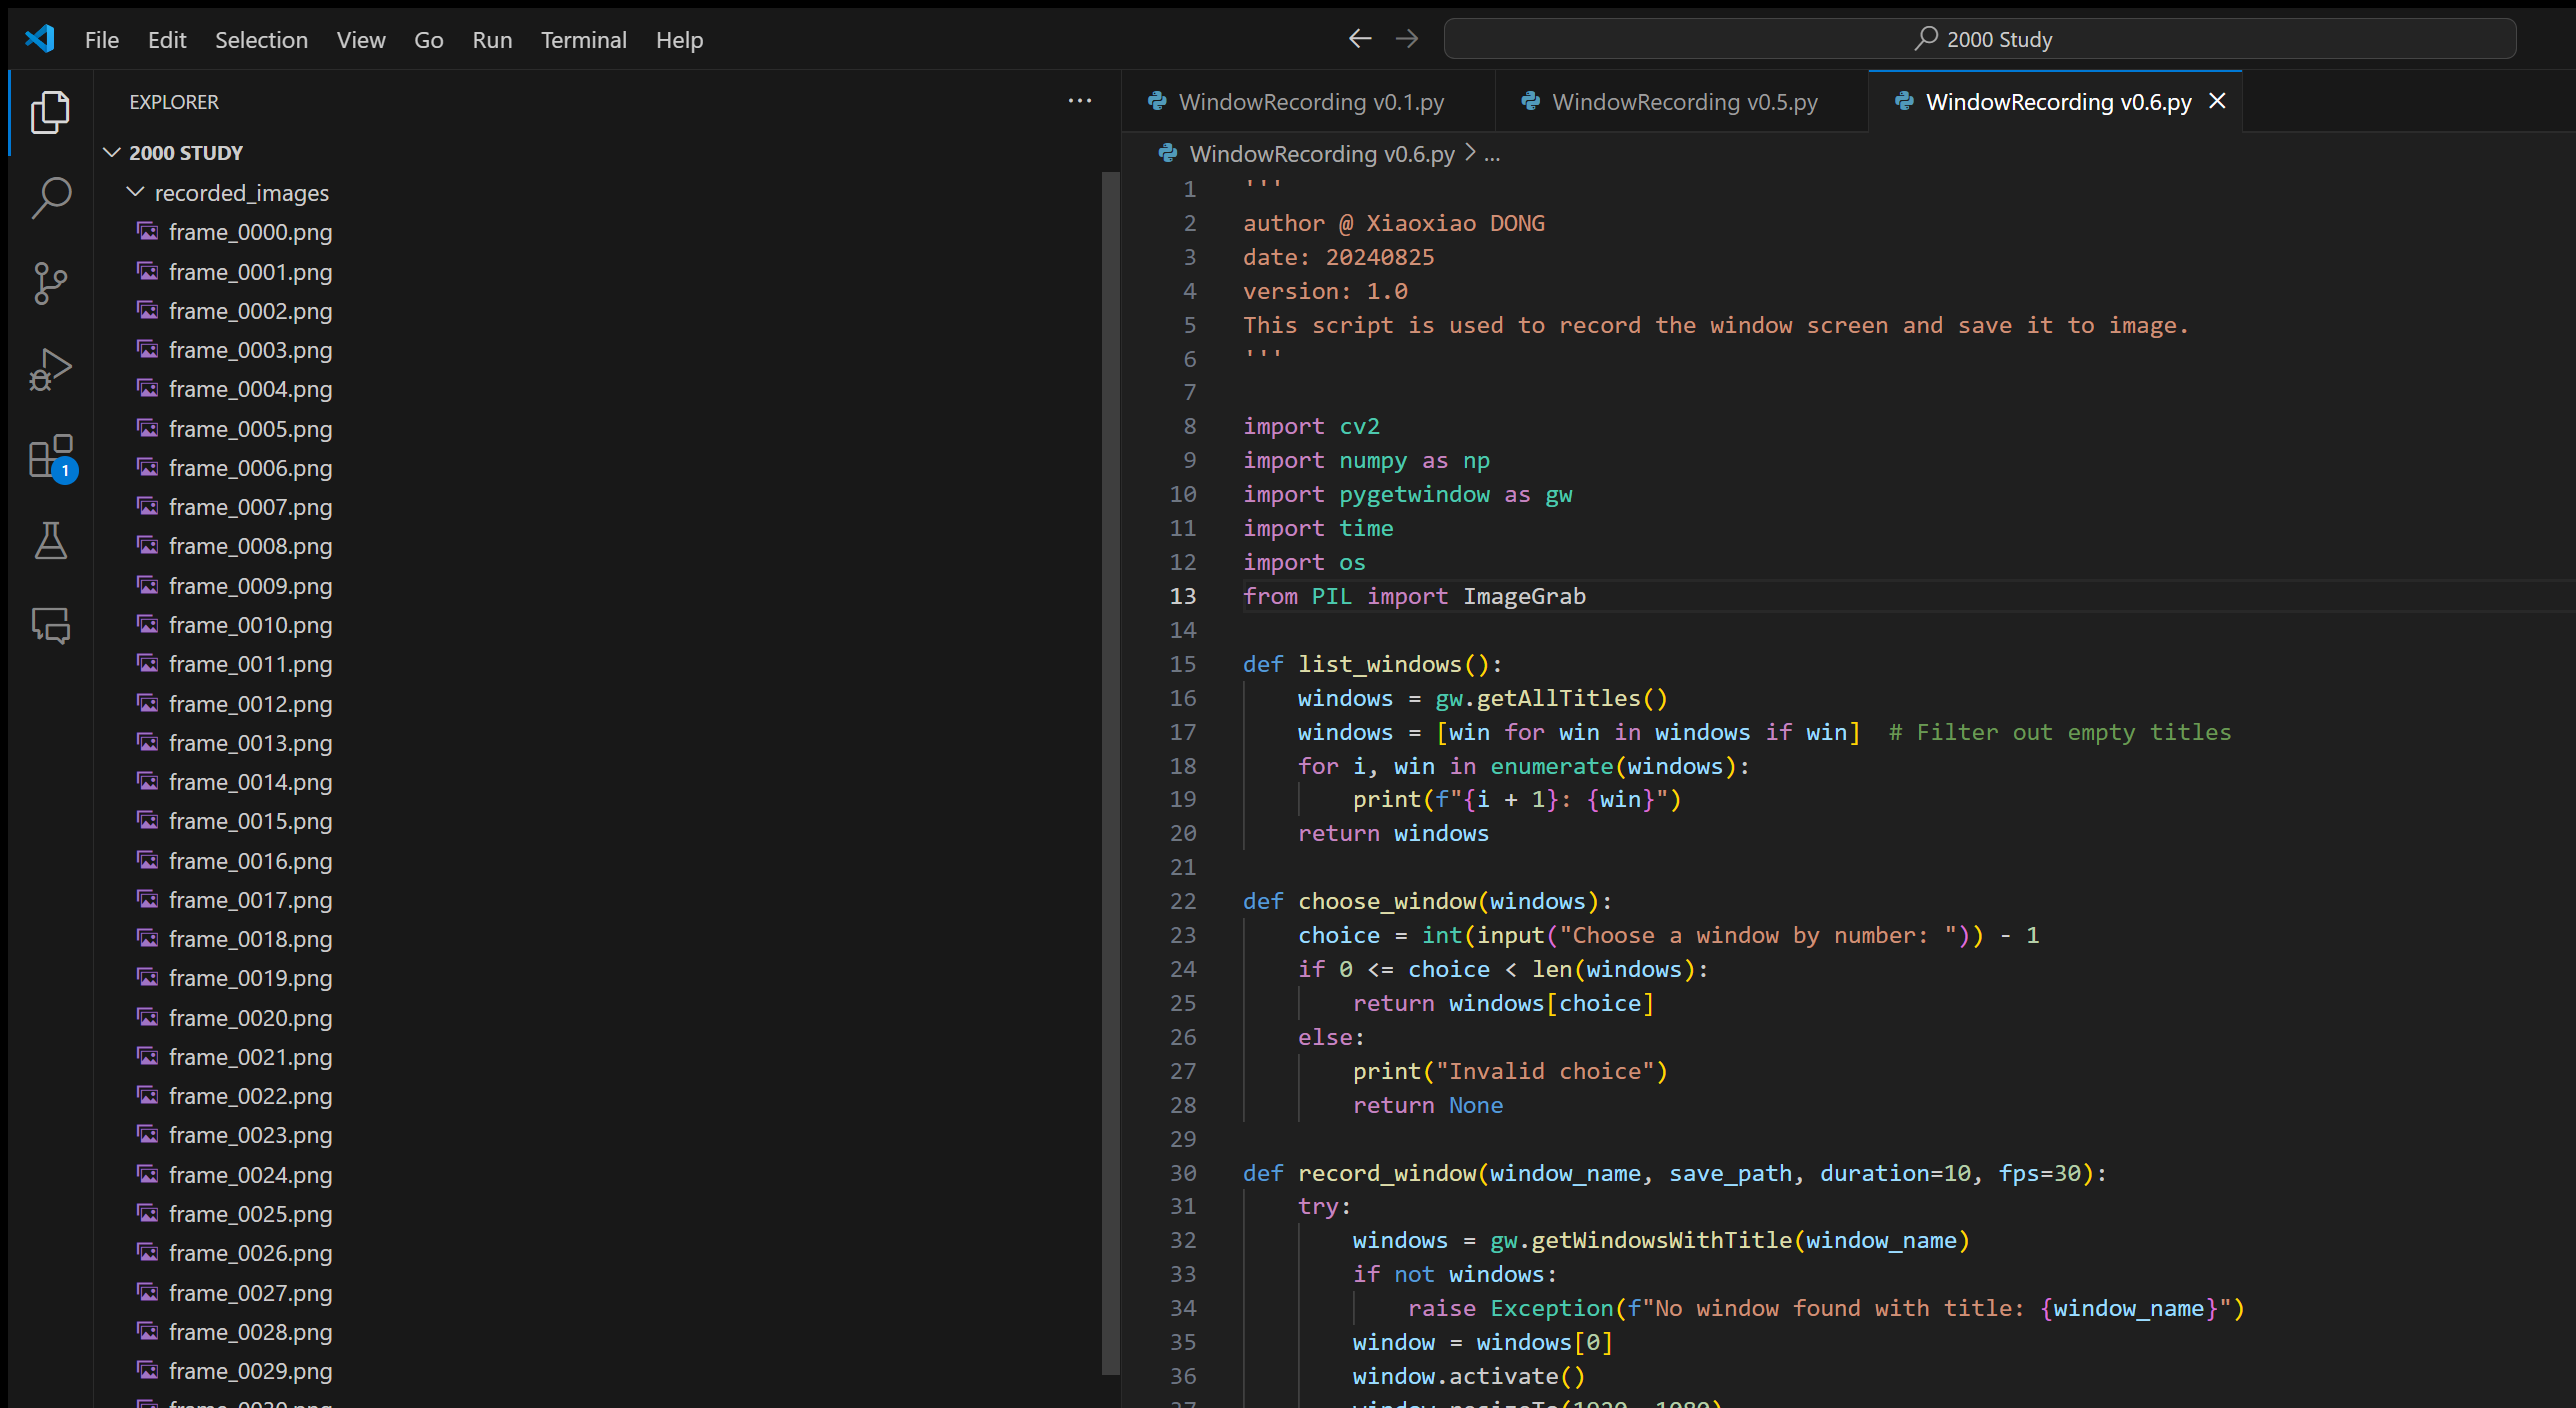 File Edit Selection View Go Run Terminal Help
2000 Study
EXPLORER
2000 STUDY
recorded_images
frame_0000.png
frame_0001.png
frame_0002.png
frame_0003.png
frame_0004.png
frame_0005.png
frame_0006.png
frame_0007.png
frame_0008.png
frame_0009.png
frame_0010.png
frame_0011.png
frame_0012.png
frame_0013.png
frame_0014.png
frame_0015.png
frame_0016.png
frame_0017.png
frame_0018.png
frame_0019.png
frame_0020.png
frame_0021.png
frame_0022.png
frame_0023.png
frame_0024.png
frame_0025.png
frame_0026.png
frame_0027.png
frame_0028.png
frame_0029.png
frame_0030.png
1
WindowRecording v0.1.py WindowRecording v0.5.py WindowRecording v0.6.py
WindowRecording v0.6.py > ...
1 '''
2 author @ Xiaoxiao DONG
3 date: 20240825
4 version: 1.0
5 This script is used to record the window screen and save it to image.
6 '''
7
8 import cv2
9 import numpy as np
10 import pygetwindow as gw
11 import time
12 import os
13 from PIL import ImageGrab
14
15 def list_windows():
16     windows = gw.getAllTitles()
17     windows = [win for win in windows if win]  # Filter out empty titles
18     for i, win in enumerate(windows):
19         print(f"{i + 1}: {win}")
20     return windows
21
22 def choose_window(windows):
23     choice = int(input("Choose a window by number: ")) - 1
24     if 0 <= choice < len(windows):
25         return windows[choice]
26     else:
27         print("Invalid choice")
28         return None
29
30 def record_window(window_name, save_path, duration=10, fps=30):
31     try:
32         windows = gw.getWindowsWithTitle(window_name)
33         if not windows:
34             raise Exception(f"No window found with title: {window_name}")
35         window = windows[0]
36         window.activate()
37         window.resizeTo(1920, 1080)